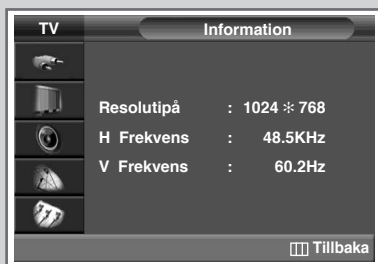 TV
Information
Resolutipå : 1024 ✻ 768
H Frekvens : 48.5KHz
V Frekvens : 60.2Hz
Tillbaka